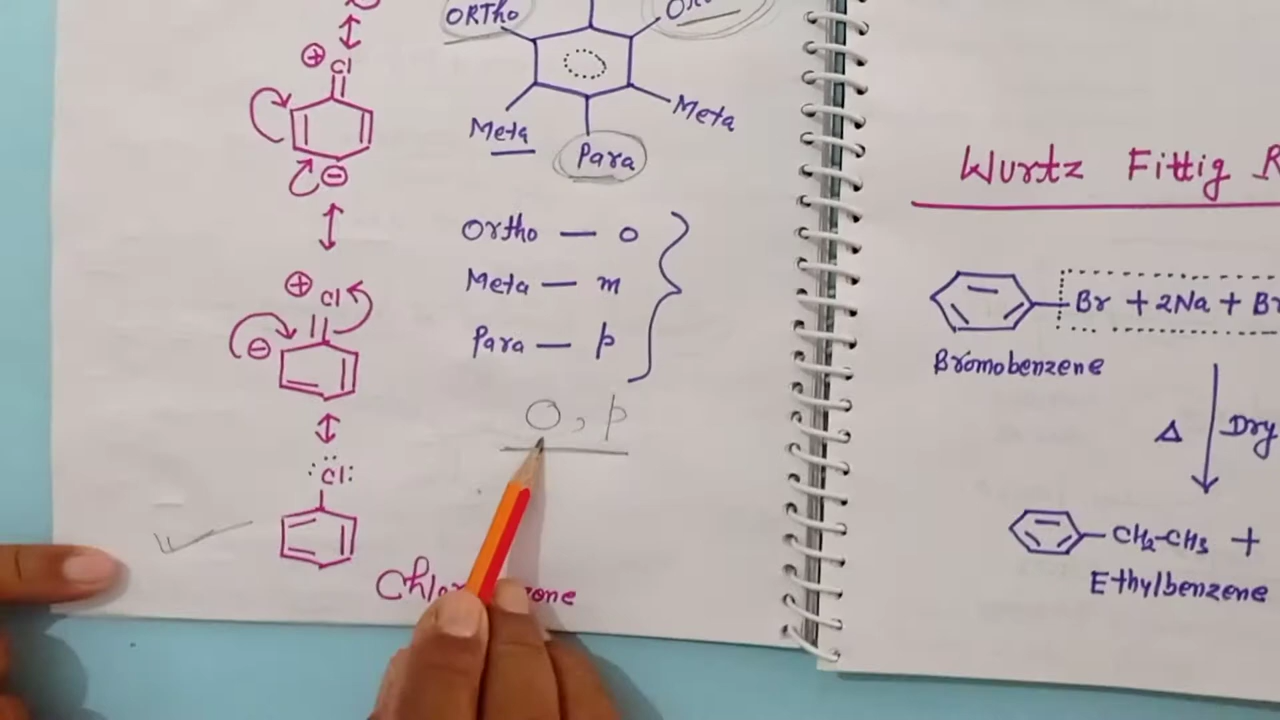 ORTHO
⊕
Cl
Meta
Meta
Para
⊖
Ortho — o
Meta — m
Para — p
⊕
Cl
⊖
O, p
:Cl:
Wurtz Fittig R
Br + 2Na + Br
Bromobenzene
Δ
Dry
CH2-CH3 +
Ethylbenzene